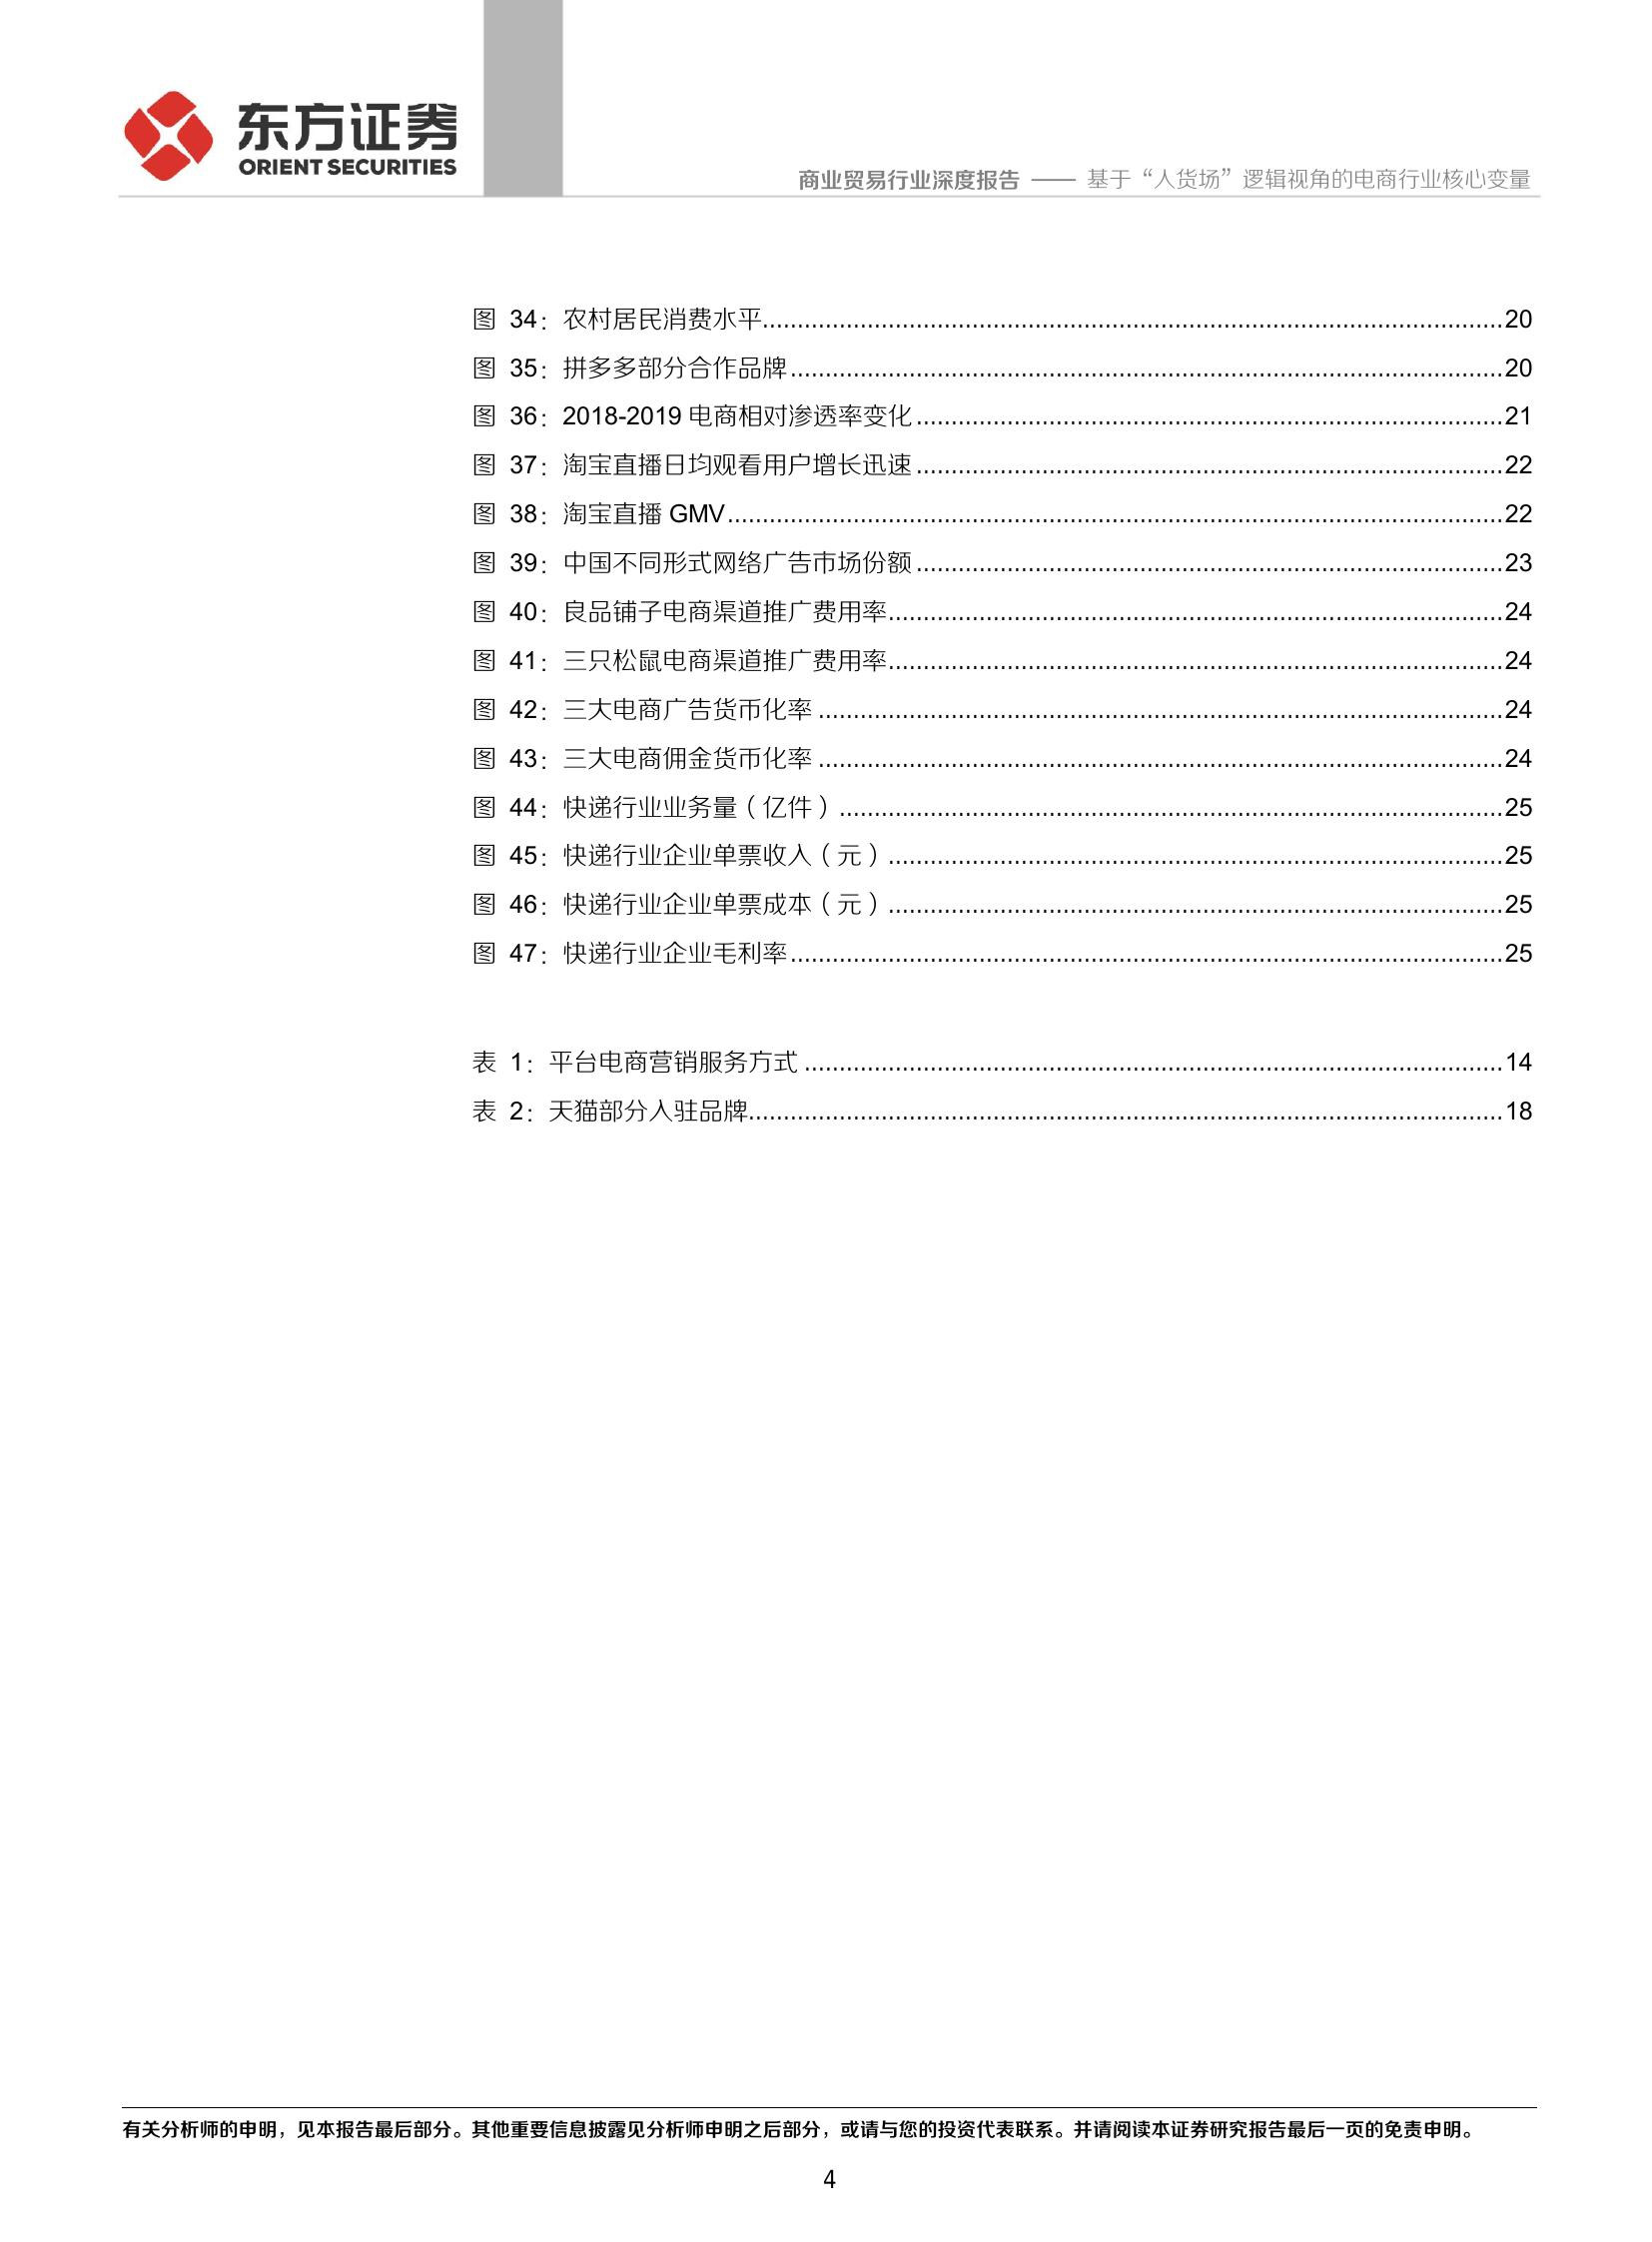 东方证券
ORIENT SECURITIES
商业贸易行业深度报告 —— 基于“人货场”逻辑视角的电商行业核心变量
图 34：农村居民消费水平....................20
图 35：拼多多部分合作品牌....................20
图 36：2018-2019 电商相对渗透率变化....................21
图 37：淘宝直播日均观看用户增长迅速....................22
图 38：淘宝直播 GMV....................22
图 39：中国不同形式网络广告市场份额....................23
图 40：良品铺子电商渠道推广费用率....................24
图 41：三只松鼠电商渠道推广费用率....................24
图 42：三大电商广告货币化率....................24
图 43：三大电商佣金货币化率....................24
图 44：快递行业业务量（亿件）....................25
图 45：快递行业企业单票收入（元）....................25
图 46：快递行业企业单票成本（元）....................25
图 47：快递行业企业毛利率....................25
表 1：平台电商营销服务方式....................14
表 2：天猫部分入驻品牌....................18
有关分析师的申明，见本报告最后部分。其他重要信息披露见分析师申明之后部分，或请与您的投资代表联系。并请阅读本证券研究报告最后一页的免责申明。
4